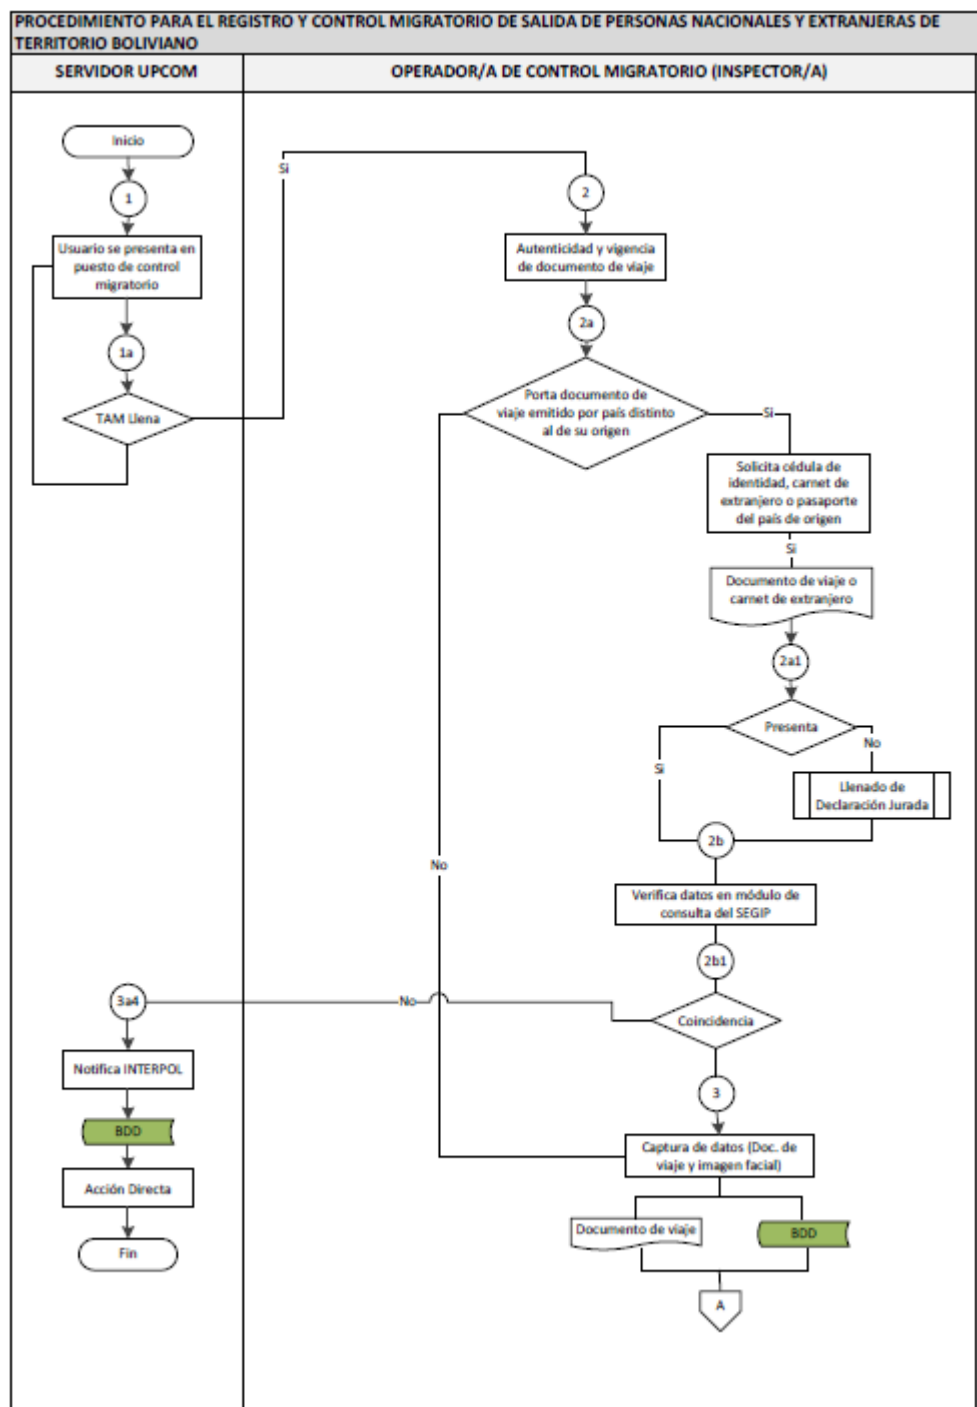 PROCEDIMIENTO PARA EL REGISTRO Y CONTROL MIGRATORIO DE SALIDA DE PERSONAS NACIONALES Y EXTRANJERAS DE
TERRITORIO BOLIVIANO
SERVIDOR UPCOM
OPERADOR/A DE CONTROL MIGRATORIO (INSPECTOR/A)
Inicio
1
Usuario se presenta en
puesto de control
migratorio
1a
TAM Llena
Si
2
Autenticidad y vigencia
de documento de viaje
2a
Porta documento de
viaje emitido por país distinto
al de su origen
Si
Solicita cédula de
identidad, carnet de
extranjero o pasaporte
del país de origen
Si
Documento de viaje o
carnet de extranjero
2a1
Presenta
No
Si
Llenado de
Declaración Jurada
2b
No
Verifica datos en módulo de
consulta del SEGIP
2b1
Coincidencia
No
3a4
Notifica INTERPOL
BDD
Acción Directa
Fin
3
Captura de datos (Doc. de
viaje y imagen facial)
Documento de viaje
BDD
A